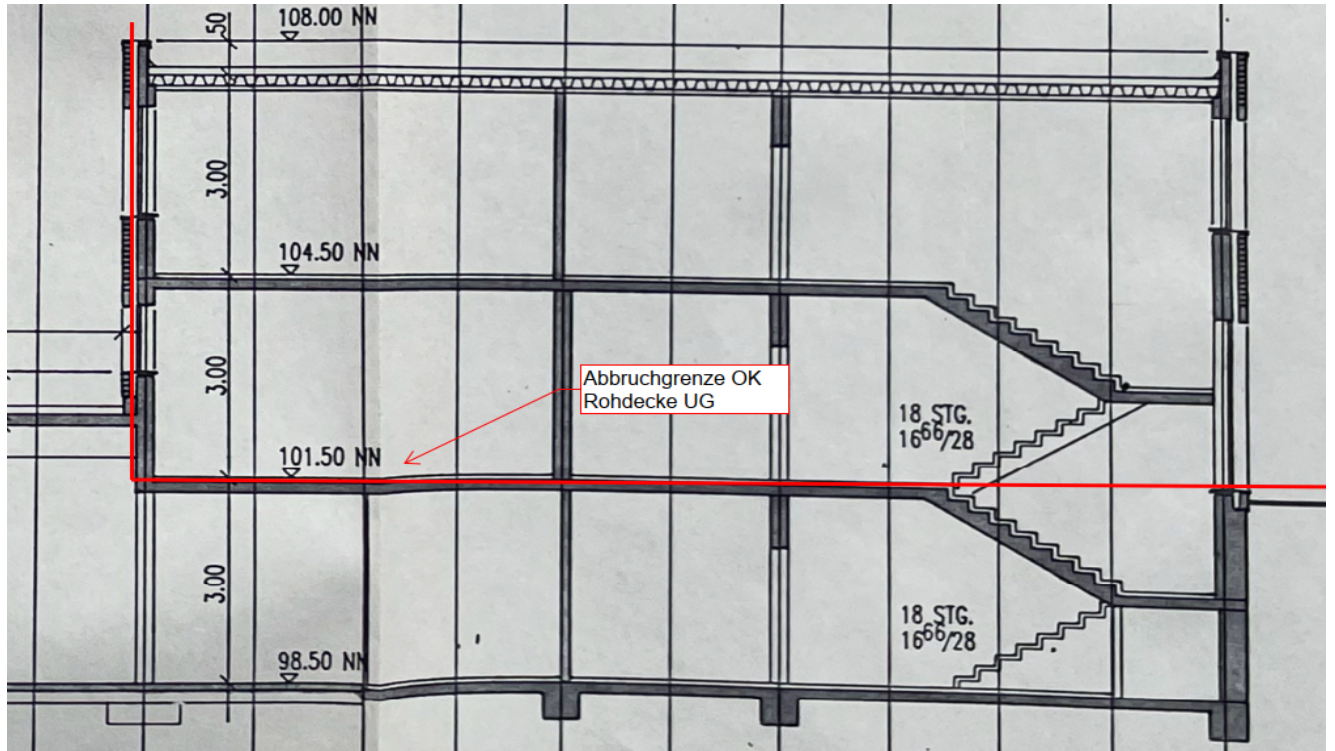 50
108.00 NN
3.00
104.50 NN
3.00
Abbruchgrenze OK
Rohdecke UG
18 STG.
16⁶⁶/28
101.50 NN
3.00
18 STG.
16⁶⁶/28
98.50 NN